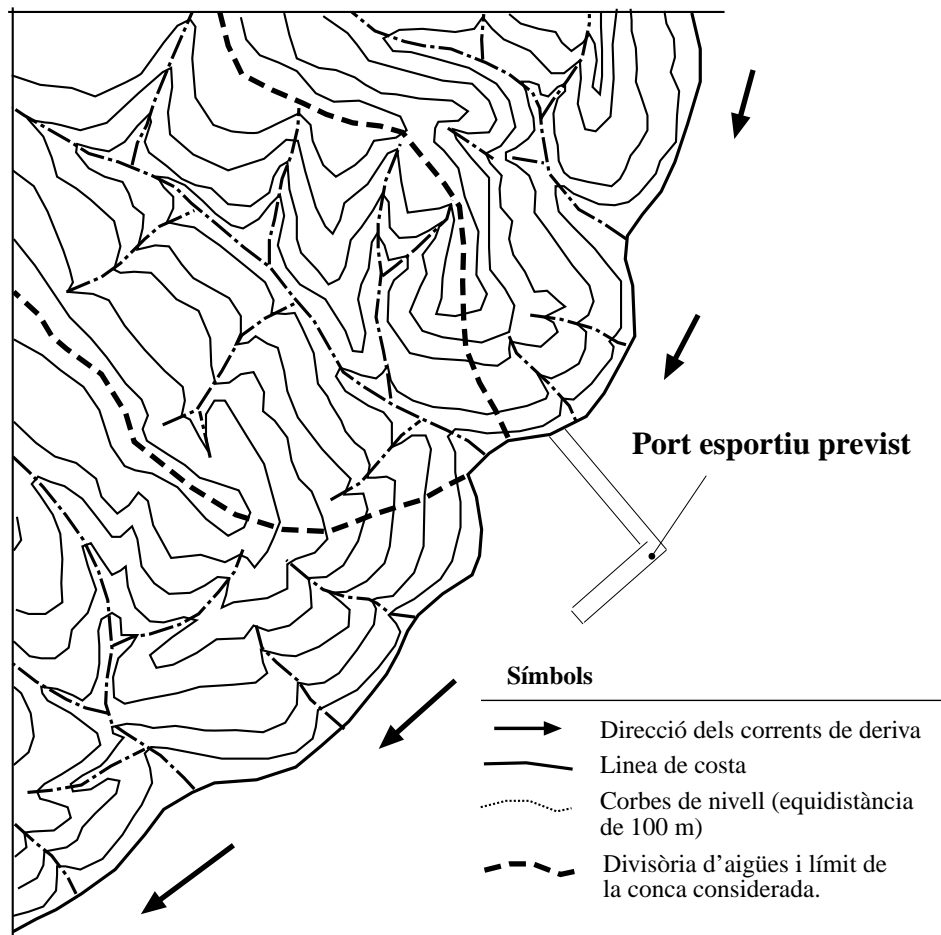 Port esportiu previst
Símbols
Direcció dels corrents de deriva
Linea de costa
Corbes de nivell (equidistància
de 100 m)
Divisòria d'aigües i límit de
la conca considerada.